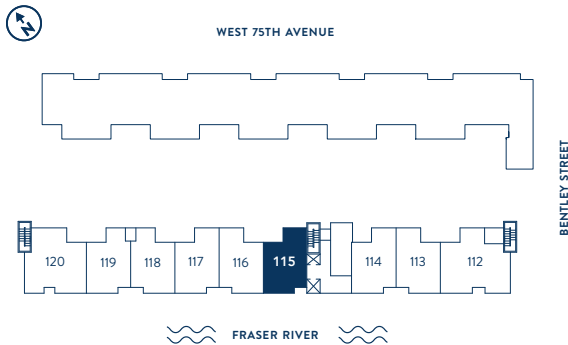 N
WEST 75TH AVENUE
BENTLEY STREET
120 119 118 117 116 115 114 113 112
FRASER RIVER